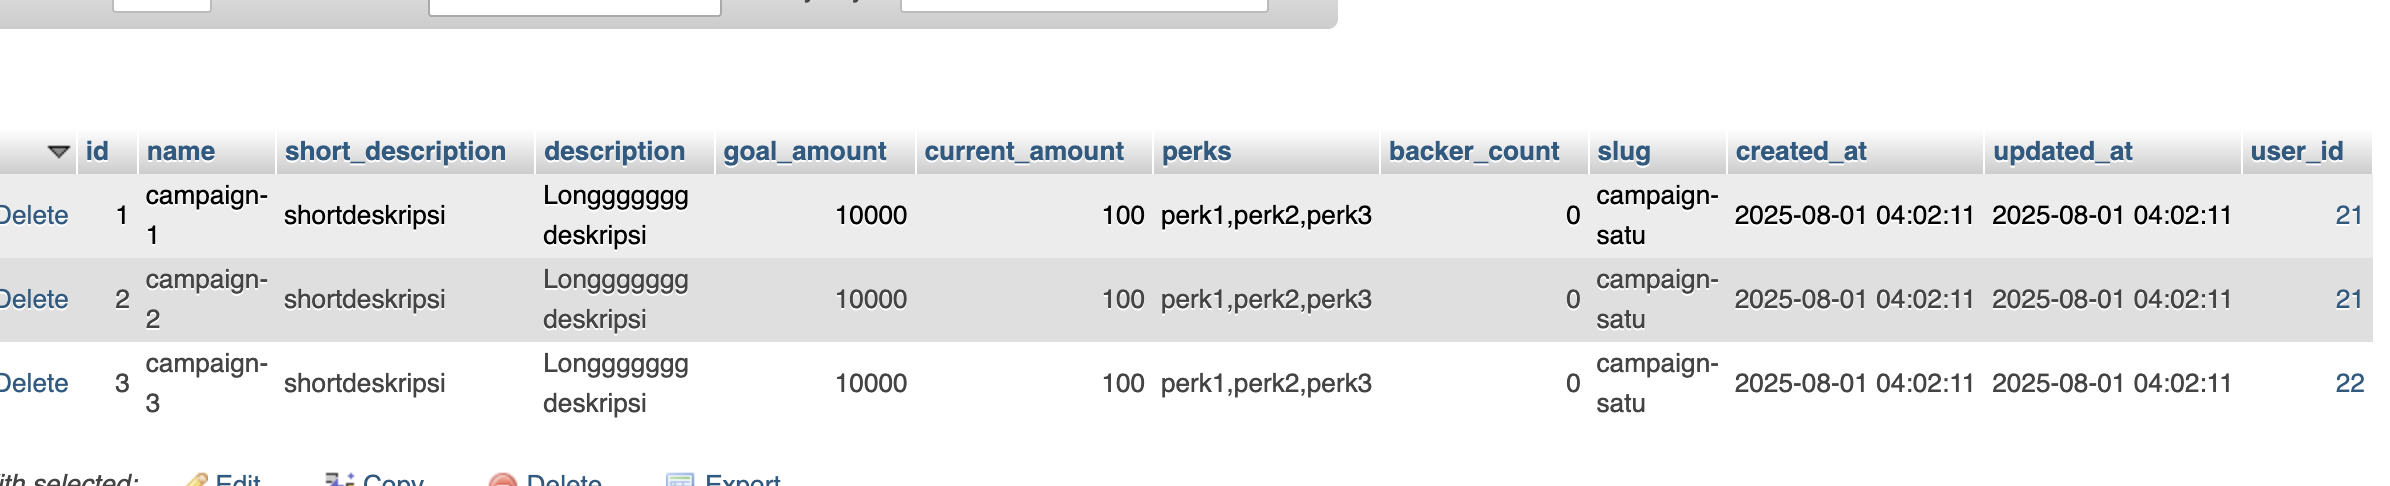 id name short_description description goal_amount current_amount perks backer_count slug created_at updated_at user_id
Delete 1 campaign-1 shortdeskripsi Longgggggg deskripsi 10000 100 perk1,perk2,perk3 0 campaign-satu 2025-08-01 04:02:11 2025-08-01 04:02:11 21
Delete 2 campaign-2 shortdeskripsi Longgggggg deskripsi 10000 100 perk1,perk2,perk3 0 campaign-satu 2025-08-01 04:02:11 2025-08-01 04:02:11 21
Delete 3 campaign-3 shortdeskripsi Longgggggg deskripsi 10000 100 perk1,perk2,perk3 0 campaign-satu 2025-08-01 04:02:11 2025-08-01 04:02:11 22
ith selected: Edit Copy Delete Export